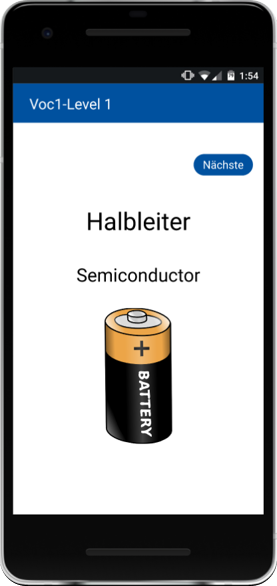 1:54
Voc1-Level 1
Nächste
Halbleiter
Semiconductor
+
BATTERY